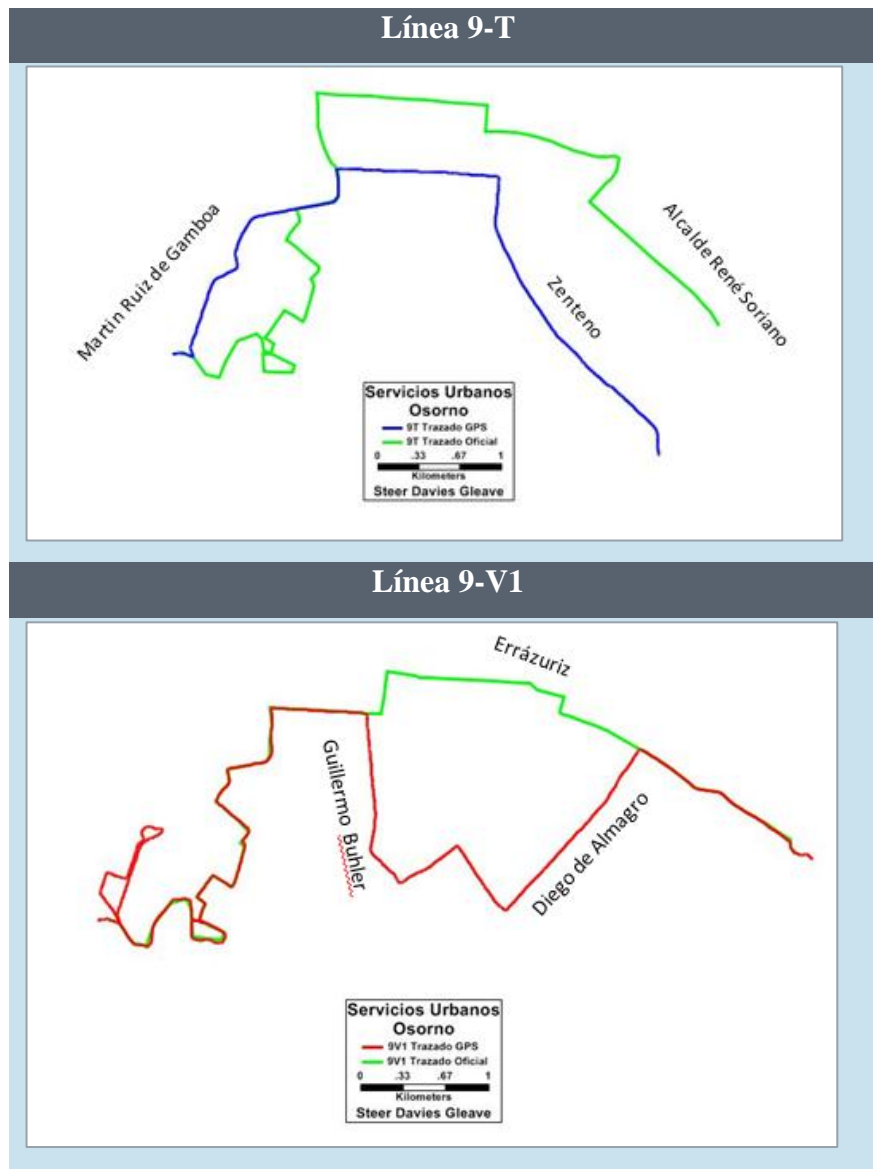 Línea 9-T
Martin Ruiz de Gamboa
Zenteno
Alcalde René Soriano
Servicios Urbanos
Osorno
9T Trazado GPS
9T Trazado Oficial
0 .33 .67 1
Kilometers
Steer Davies Gleave
Línea 9-V1
Errázuriz
Guillermo Buhler
Diego de Almagro
Servicios Urbanos
Osorno
9V1 Trazado GPS
9V1 Trazado Oficial
0 .33 .67 1
Kilometers
Steer Davies Gleave